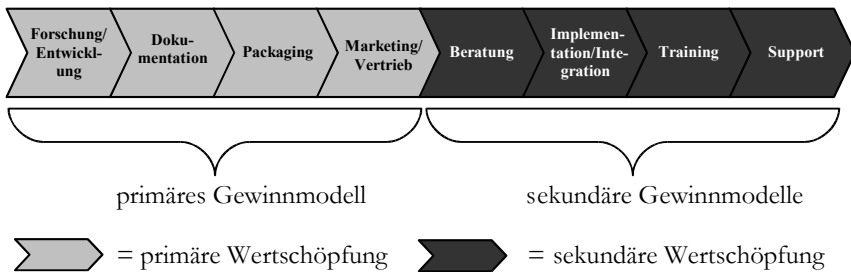 Forschung/
Entwickl-
ung
Doku-
mentation
Packaging
Marketing/
Vertrieb
Beratung
Implemen-
tation/Inte-
gration
Training
Support
primäres Gewinnmodell
sekundäre Gewinnmodelle
= primäre Wertschöpfung
= sekundäre Wertschöpfung